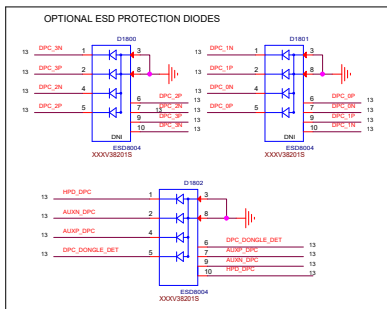 OPTIONAL ESD PROTECTION DIODES
D1800
13 DPC_3N 1 3
13 DPC_3P 2 8
13 DPC_2N 4
13 DPC_2P 5
6 DPC_2P 13
7 DPC_2N 13
9 DPC_3P 13
10 DPC_3N 13
DNI
ESD8004
XXXV38201S
D1801
13 DPC_1N 1 3
13 DPC_1P 2 8
13 DPC_0N 4
13 DPC_0P 5
6 DPC_0P 13
7 DPC_0N 13
9 DPC_1P 13
10 DPC_1N 13
DNI
ESD8004
XXXV38201S
D1802
13 HPD_DPC 1 3
13 AUXN_DPC 2 8
13 AUXP_DPC 4
13 DPC_DONGLE_DET 5
6 DPC_DONGLE_DET 13
7 AUXP_DPC 13
9 AUXN_DPC 13
10 HPD_DPC 13
ESD8004
XXXV38201S